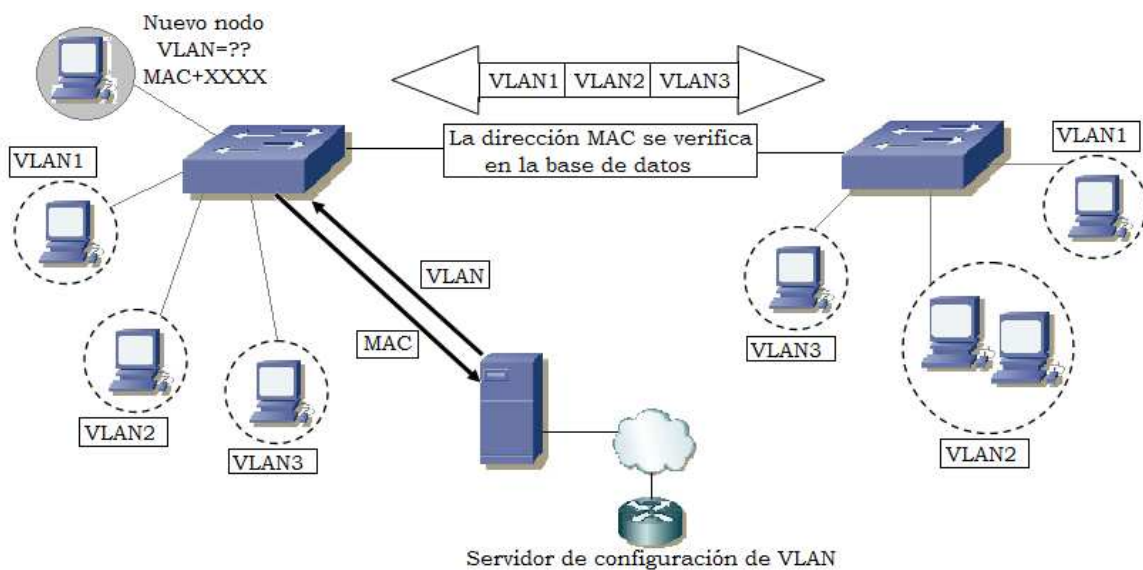 Nuevo nodo
VLAN=??
MAC+XXXX
VLAN1 VLAN2 VLAN3
La dirección MAC se verifica
en la base de datos
VLAN1
VLAN1
VLAN
MAC
VLAN3
VLAN2
VLAN3
VLAN2
Servidor de configuración de VLAN